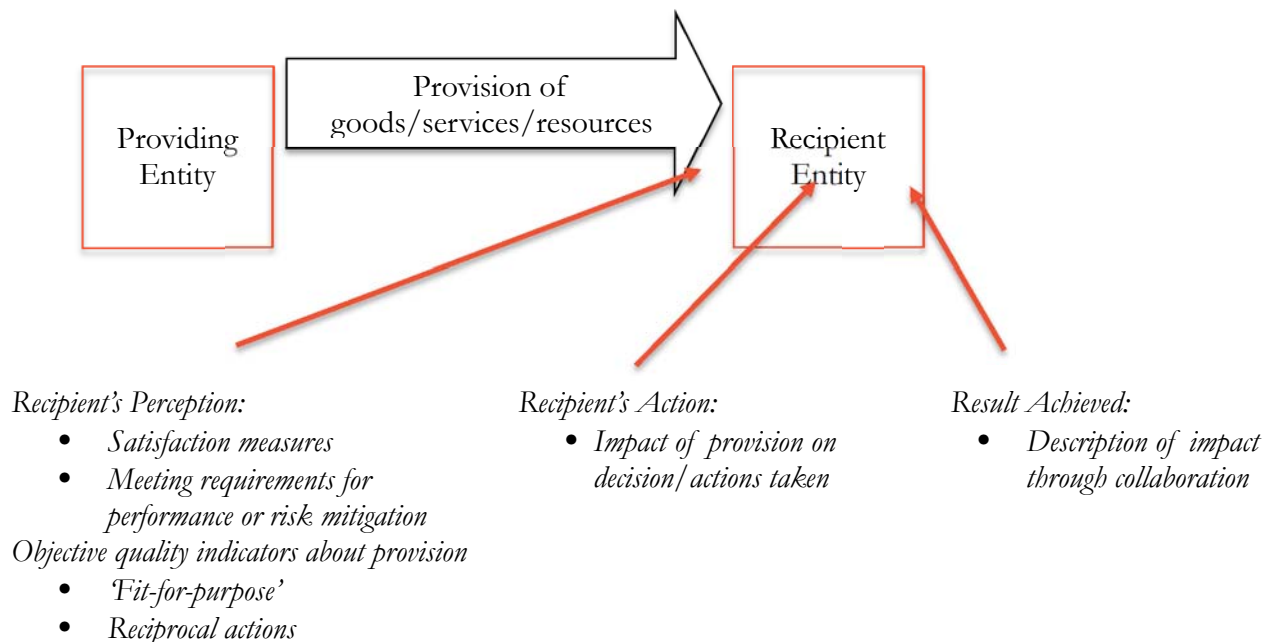 Provision of
goods/services/resources
Providing
Entity
Recipient
Entity
Recipient’s Perception:
• Satisfaction measures
• Meeting requirements for
performance or risk mitigation
Objective quality indicators about provision
• ‘Fit-for-purpose’
• Reciprocal actions
Recipient’s Action:
• Impact of provision on
decision/actions taken
Result Achieved:
• Description of impact
through collaboration